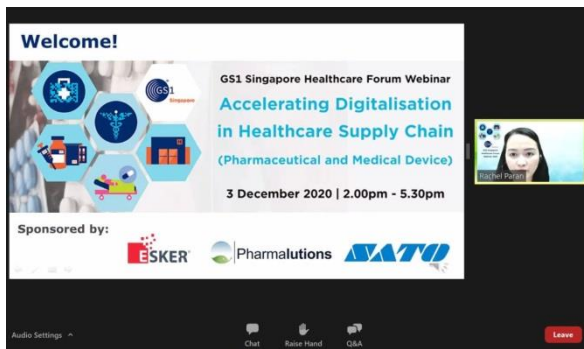 Welcome!
GS1
Singapore
GS1 Singapore Healthcare Forum Webinar
Accelerating Digitalisation
in Healthcare Supply Chain
(Pharmaceutical and Medical Device)
3 December 2020 | 2.00pm - 5.30pm
Sponsored by:
ESKER
Pharmalutions
SATO
Rachel Paran
Audio Settings
Chat
Raise Hand
Q&A
Leave